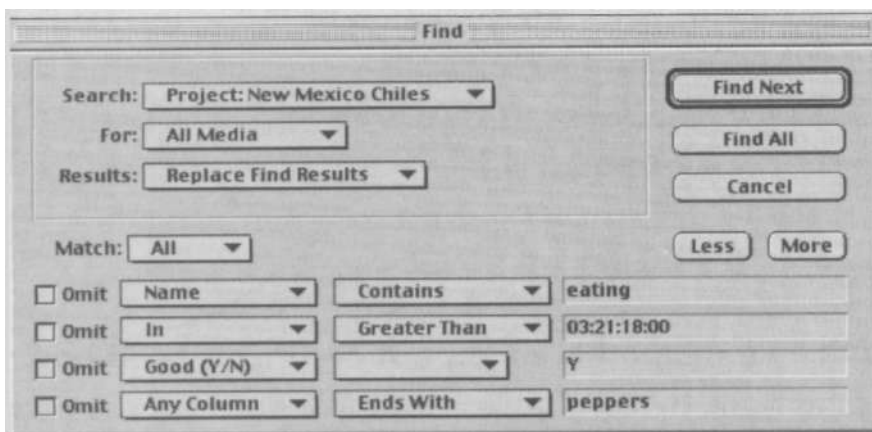 Find
Search: Project: New Mexico Chiles
Find Next
For: All Media
Find All
Results: Replace Find Results
Cancel
Match: All
Less More
Omit Name Contains eating
Omit In Greater Than 03:21:18:00
Omit Good (Y/N) Y
Omit Any Column Ends With peppers